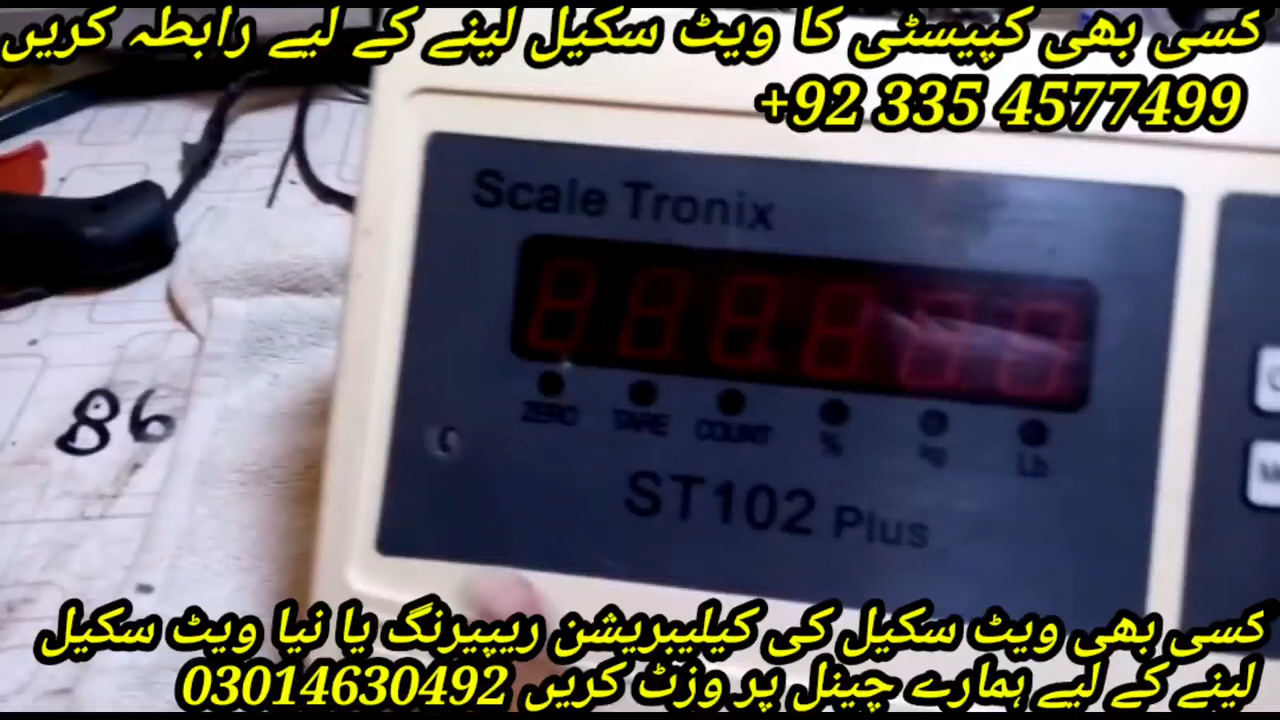 کسی بھی کپیسٹی کا ویٹ سکیل لینے کے لیے رابطہ کریں
+92 335 4577499
Scale Tronix
ZERO TARE COUNT % kg Lb
86
ST102 Plus
کسی بھی ویٹ سکیل کی کیلیبریشن ریپیرنگ یا نیا ویٹ سکیل
لینے کے لیے ہمارے چینل پر وزٹ کریں 03014630492